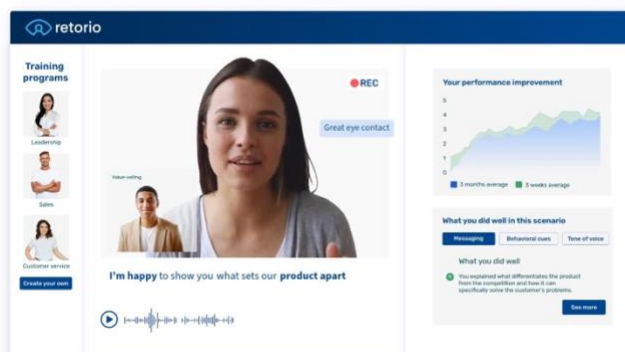 retorio
Training
programs
Leadership
Sales
Customer service
Create your own
REC
Great eye contact
Value-selling
I'm happy to show you what sets our product apart
Your performance improvement
5
4
3
2
1
0
3 months average
3 weeks average
What you did well in this scenario
Messaging
Behavioral cues
Tone of voice
What you did well
You explained what differentiates the product
from the competition and how it can
specifically solve the customer's problems.
See more